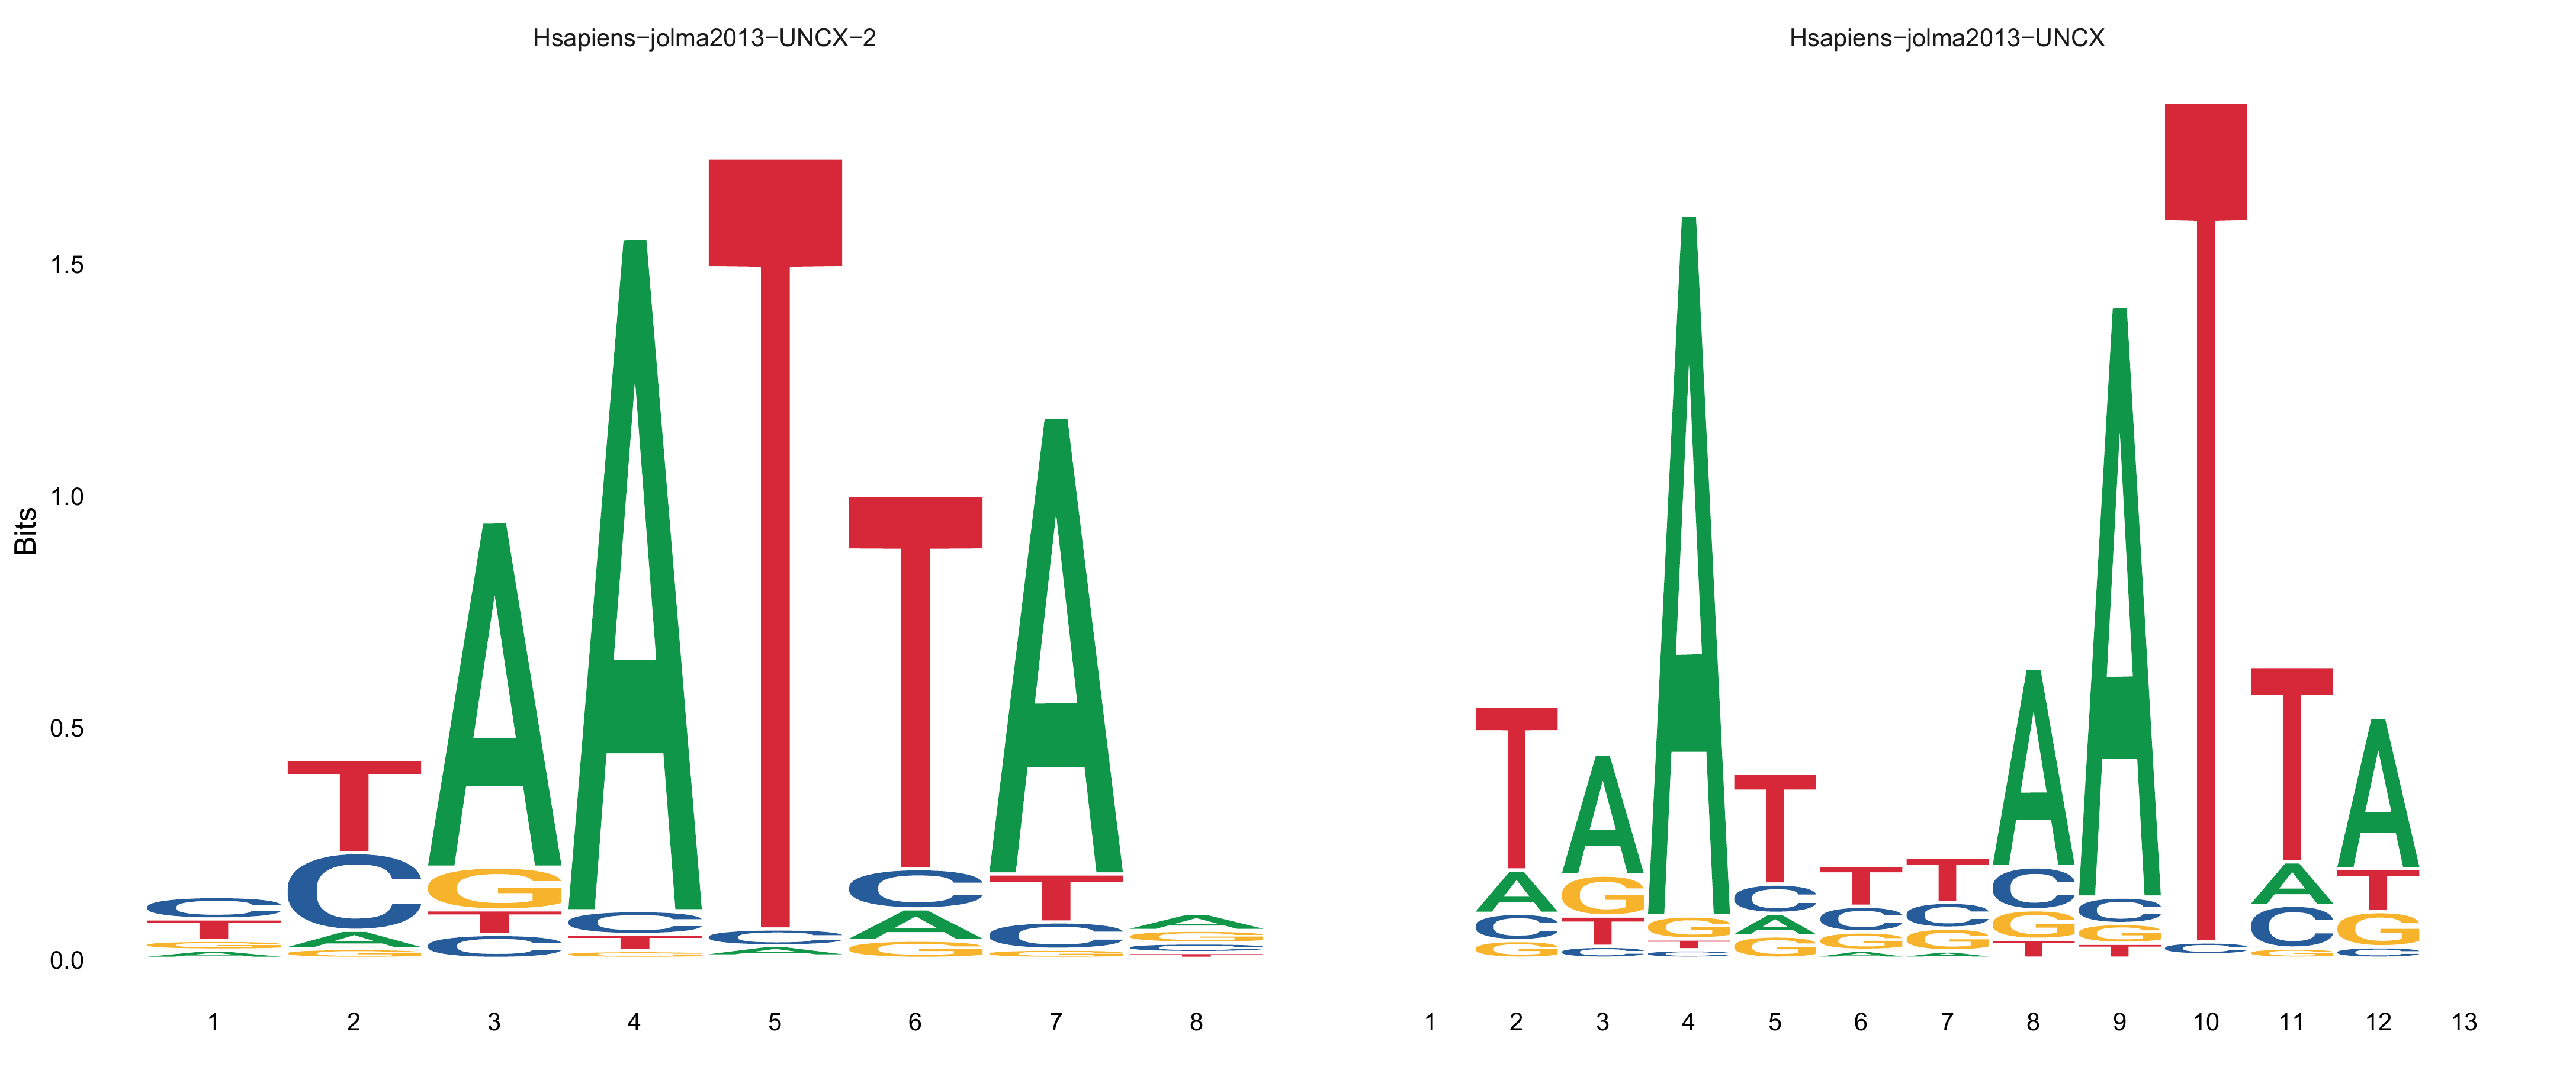 Hsapiens−jolma2013−UNCX−2
Hsapiens−jolma2013−UNCX
Bits
1.5
1.0
0.5
0.0
C T G A
T C A G
A G T C
A C T G
T C A
T C A G
A T C G
A G C T
T A C G
A G T C
A G T C
T C A G
T C G A
T C G A
A C G T
A C G T
T C
T A C G
A T G C
1 2 3 4 5 6 7 8
1 2 3 4 5 6 7 8 9 10 11 12 13